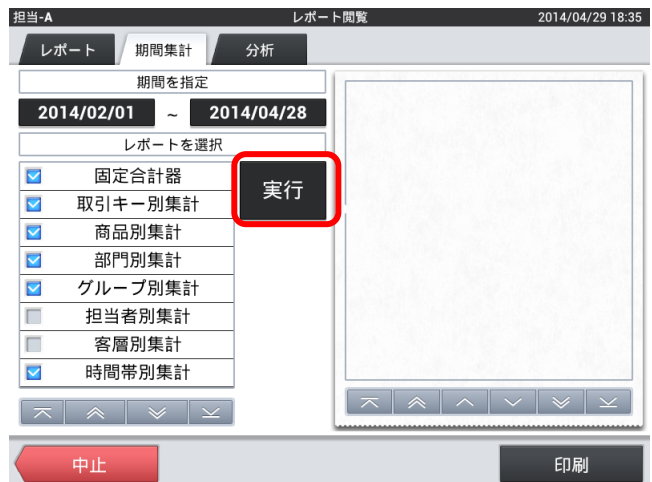 担当-A レポート閲覧 2014/04/29 18:35
レポート 期間集計 分析
期間を指定
2014/02/01 ~ 2014/04/28
レポートを選択
固定合計器
実行
取引キー別集計
商品別集計
部門別集計
グループ別集計
担当者別集計
客層別集計
時間帯別集計
中止 印刷